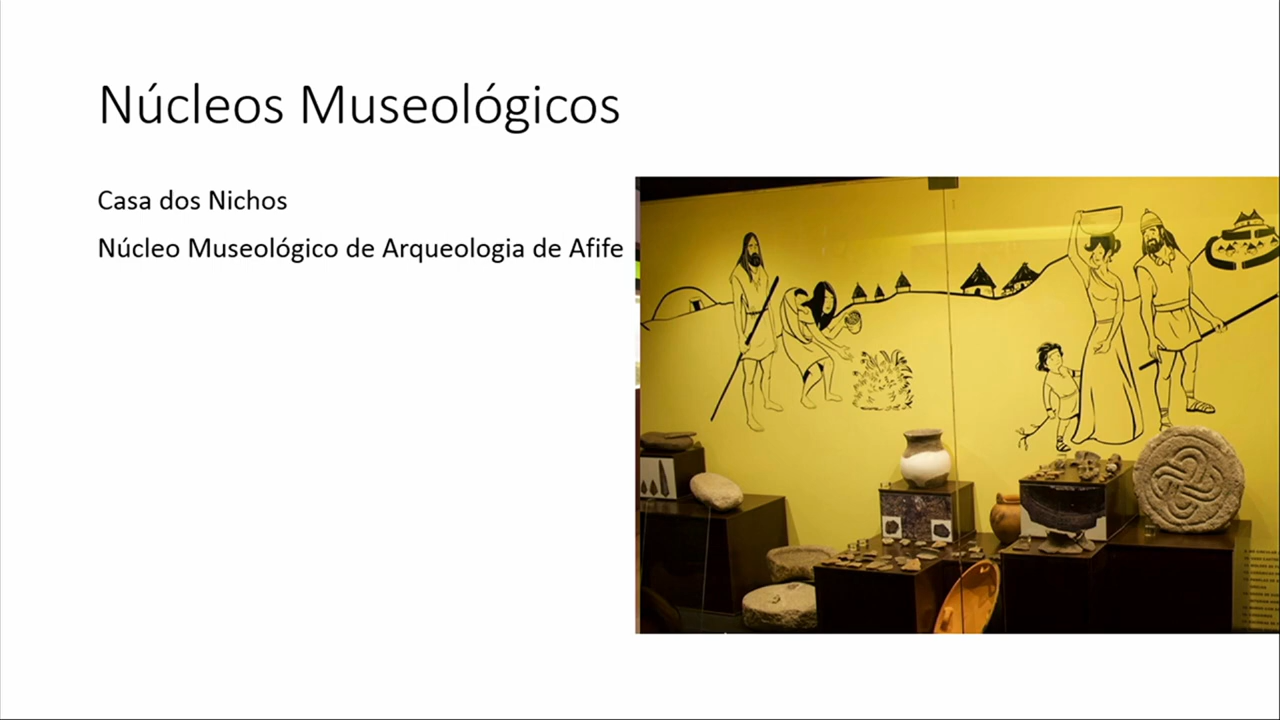 Núcleos Museológicos
Casa dos Nichos
Núcleo Museológico de Arqueologia de Afife